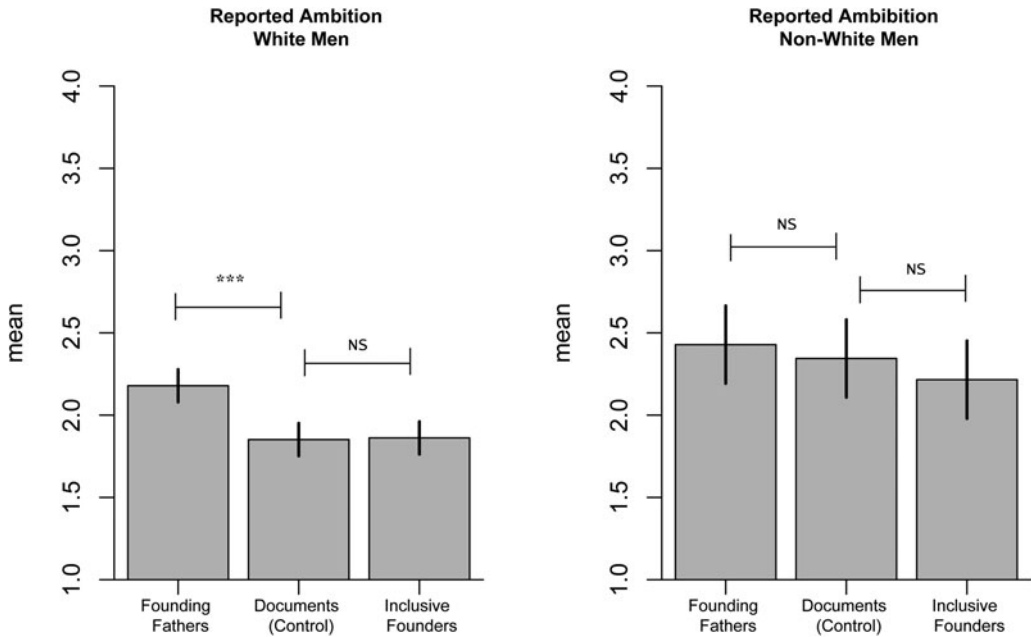 Reported Ambition
White Men
4.0
3.5
3.0
2.5
2.0
1.5
1.0
mean
***
NS
Founding
Fathers
Documents
(Control)
Inclusive
Founders
Reported Ambibition
Non-White Men
4.0
3.5
3.0
2.5
2.0
1.5
1.0
mean
NS
NS
Founding
Fathers
Documents
(Control)
Inclusive
Founders